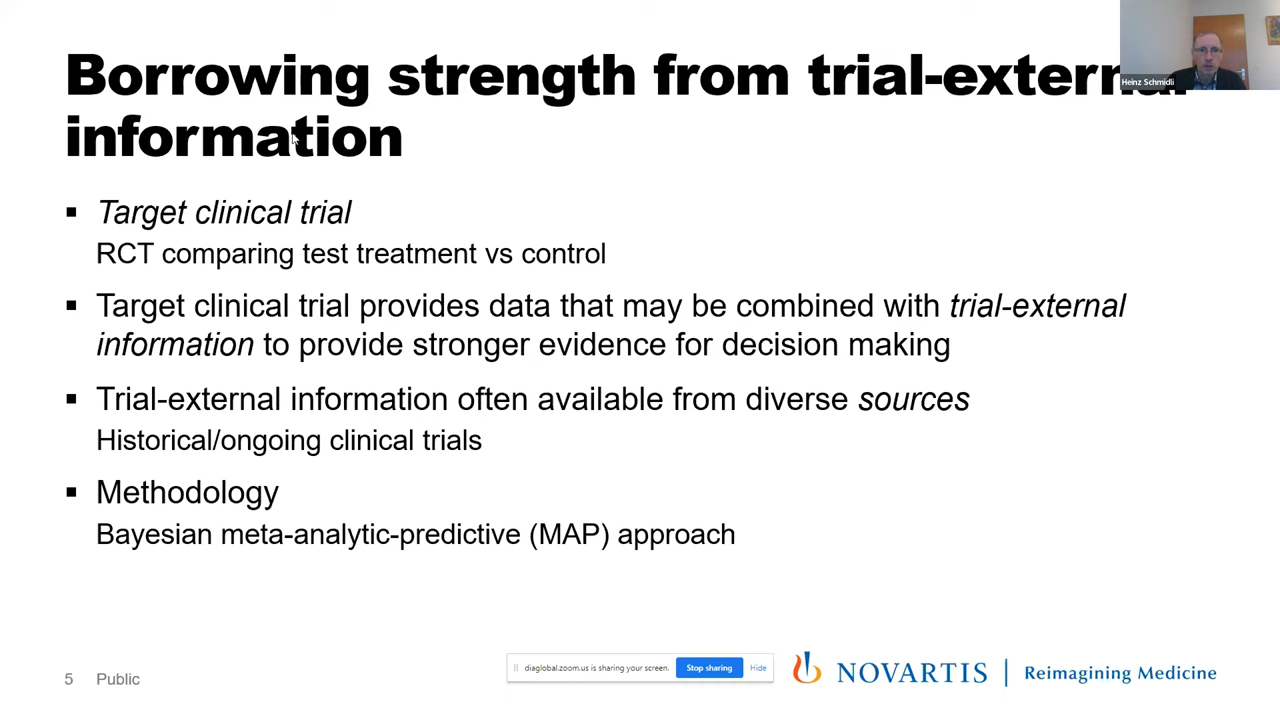 Borrowing strength from trial-external
information
Heinz Schmidli
▪ Target clinical trial
RCT comparing test treatment vs control
▪ Target clinical trial provides data that may be combined with trial-external
information to provide stronger evidence for decision making
▪ Trial-external information often available from diverse sources
Historical/ongoing clinical trials
▪ Methodology
Bayesian meta-analytic-predictive (MAP) approach
5 Public
diaglobal.zoom.us is sharing your screen. Stop sharing Hide
NOVARTIS | Reimagining Medicine